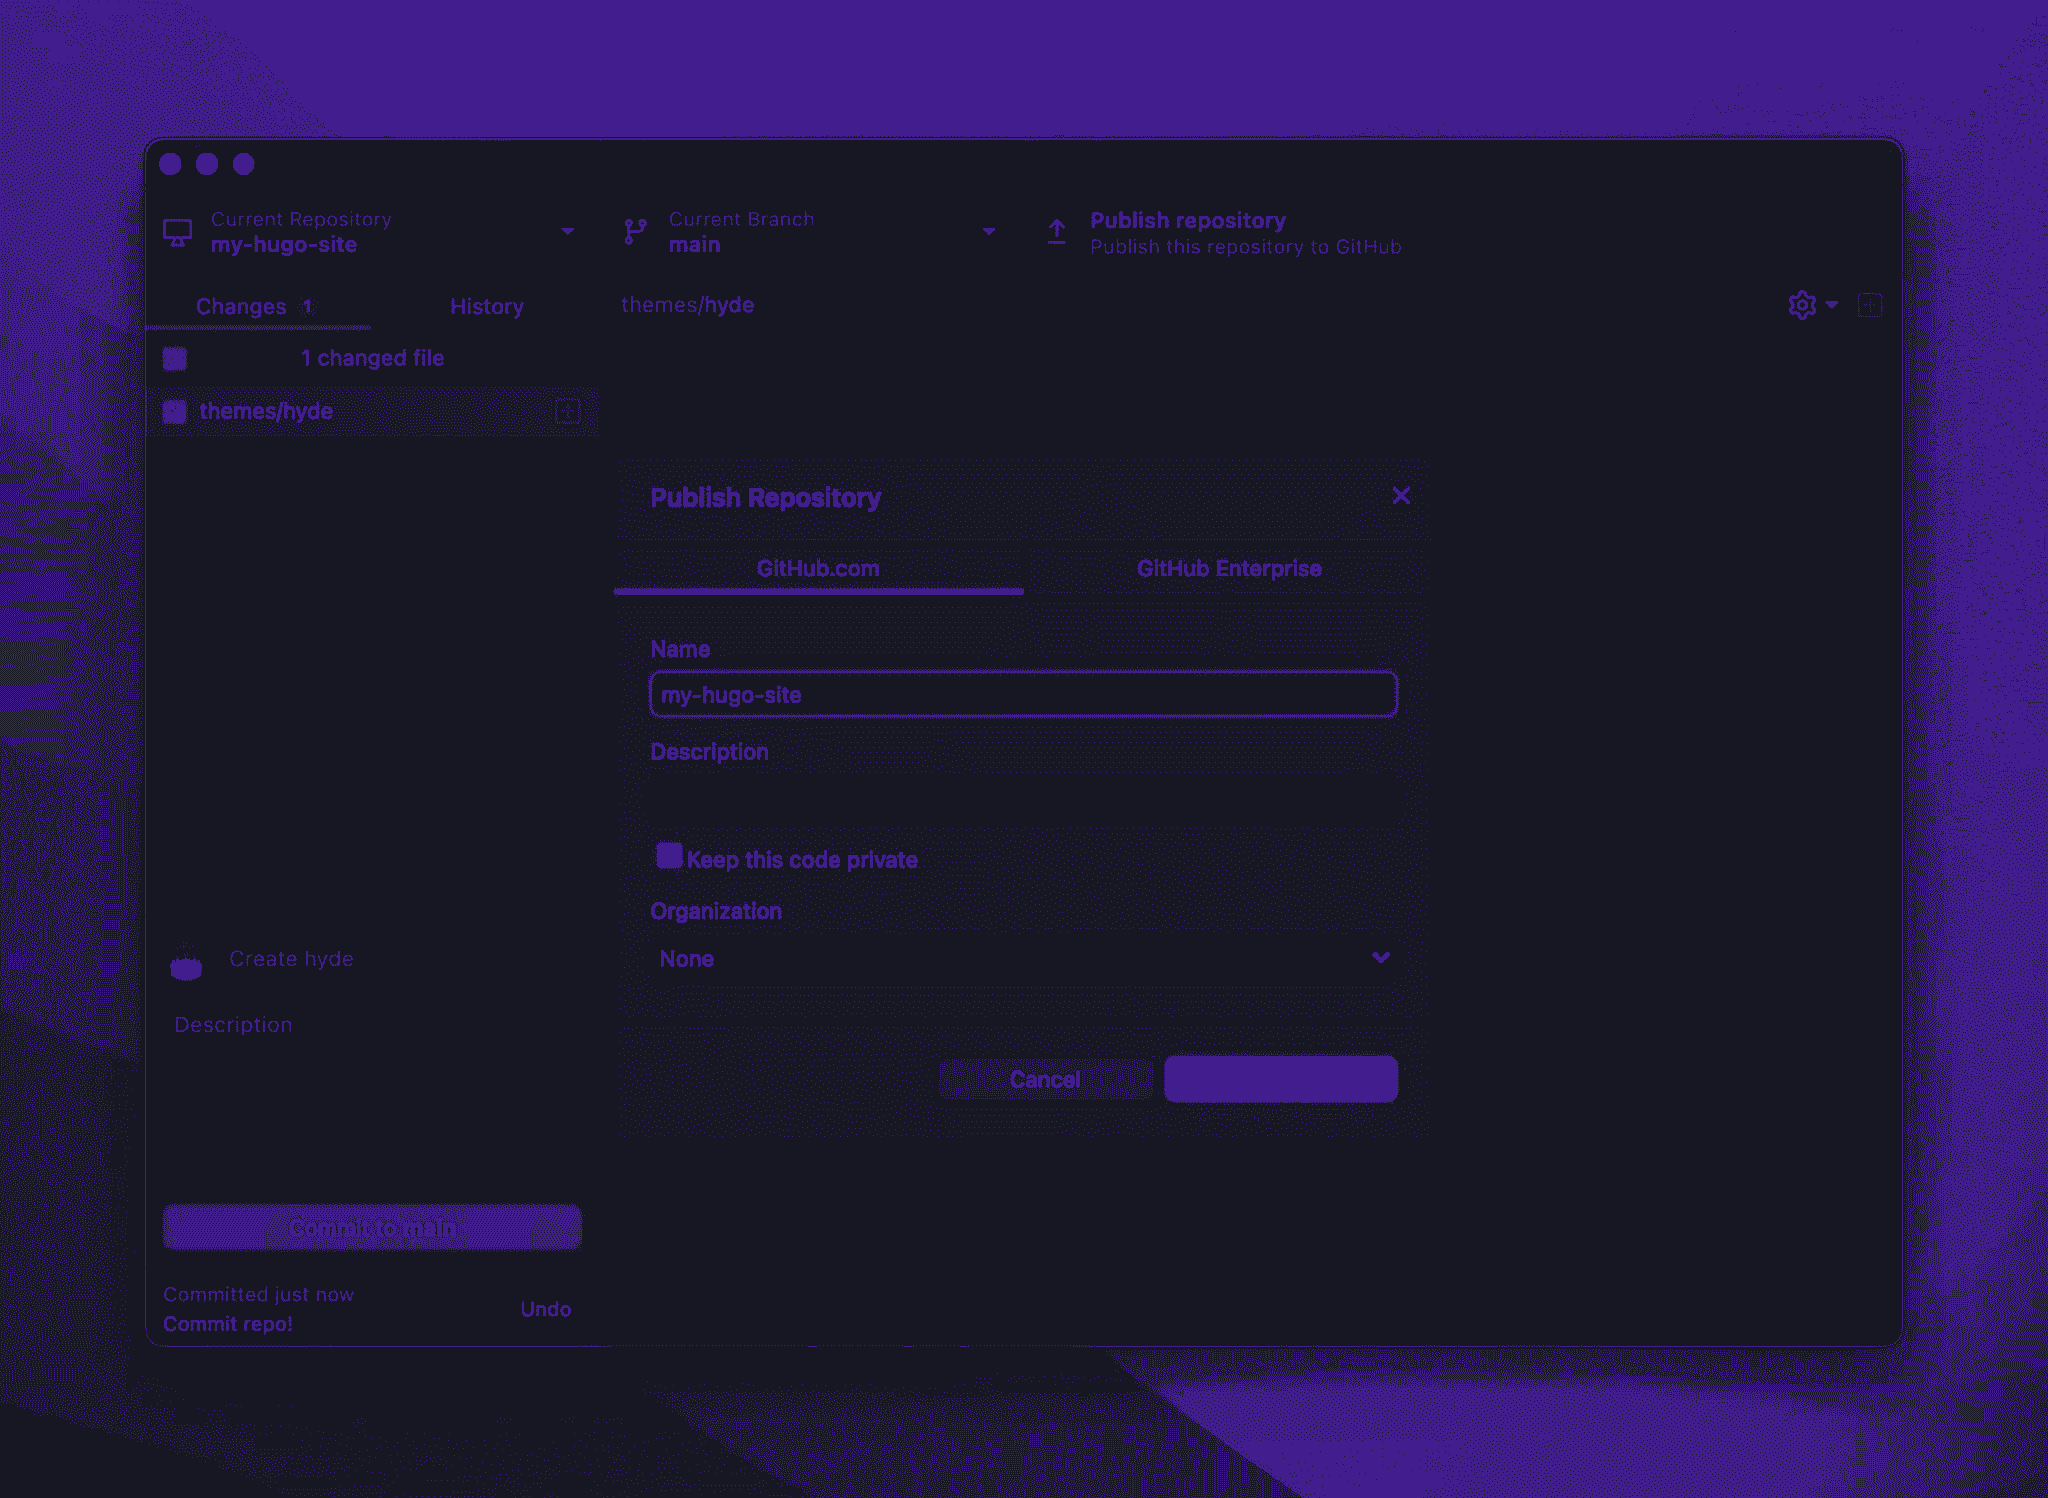 Current Repository
my-hugo-site
Current Branch
main
Publish repository
Publish this repository to GitHub
Changes 1
History
themes/hyde
1 changed file
themes/hyde
Publish Repository
GitHub.com
GitHub Enterprise
Name
my-hugo-site
Description
Keep this code private
Organization
None
Cancel
Create hyde
Description
Commit to main
Committed just now
Commit repo!
Undo